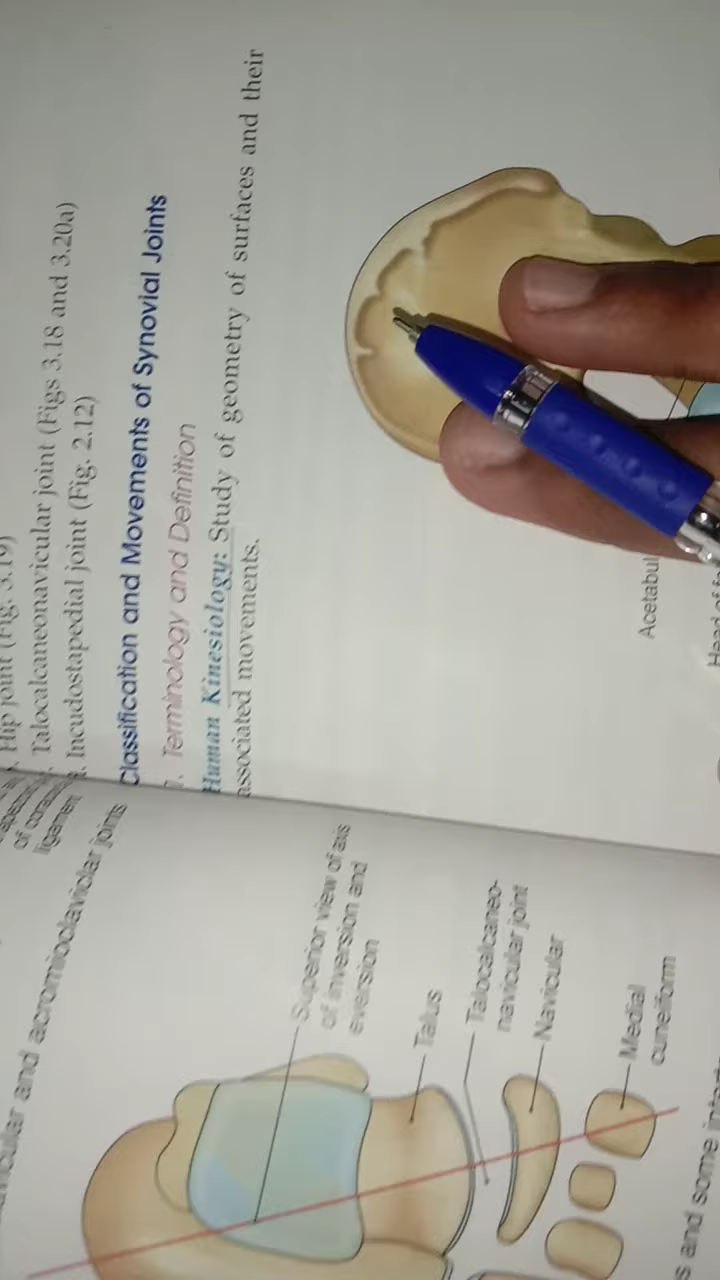 Hip joint (Fig. 3.19)
Talocalcaneonavicular joint (Figs 3.18 and 3.20a)
Incudostapedial joint (Fig. 2.12)
Classification and Movements of Synovial Joints
1. Terminology and Definition
Human Kinesiology: Study of geometry of surfaces and their
associated movements.
Acetabul
ligament
and acromioclavicular joints
Superior view of axis
of inversion and
eversion
Talus
Talocalcaneo-
navicular joint
Navicular
Medial
cuneiform
and some